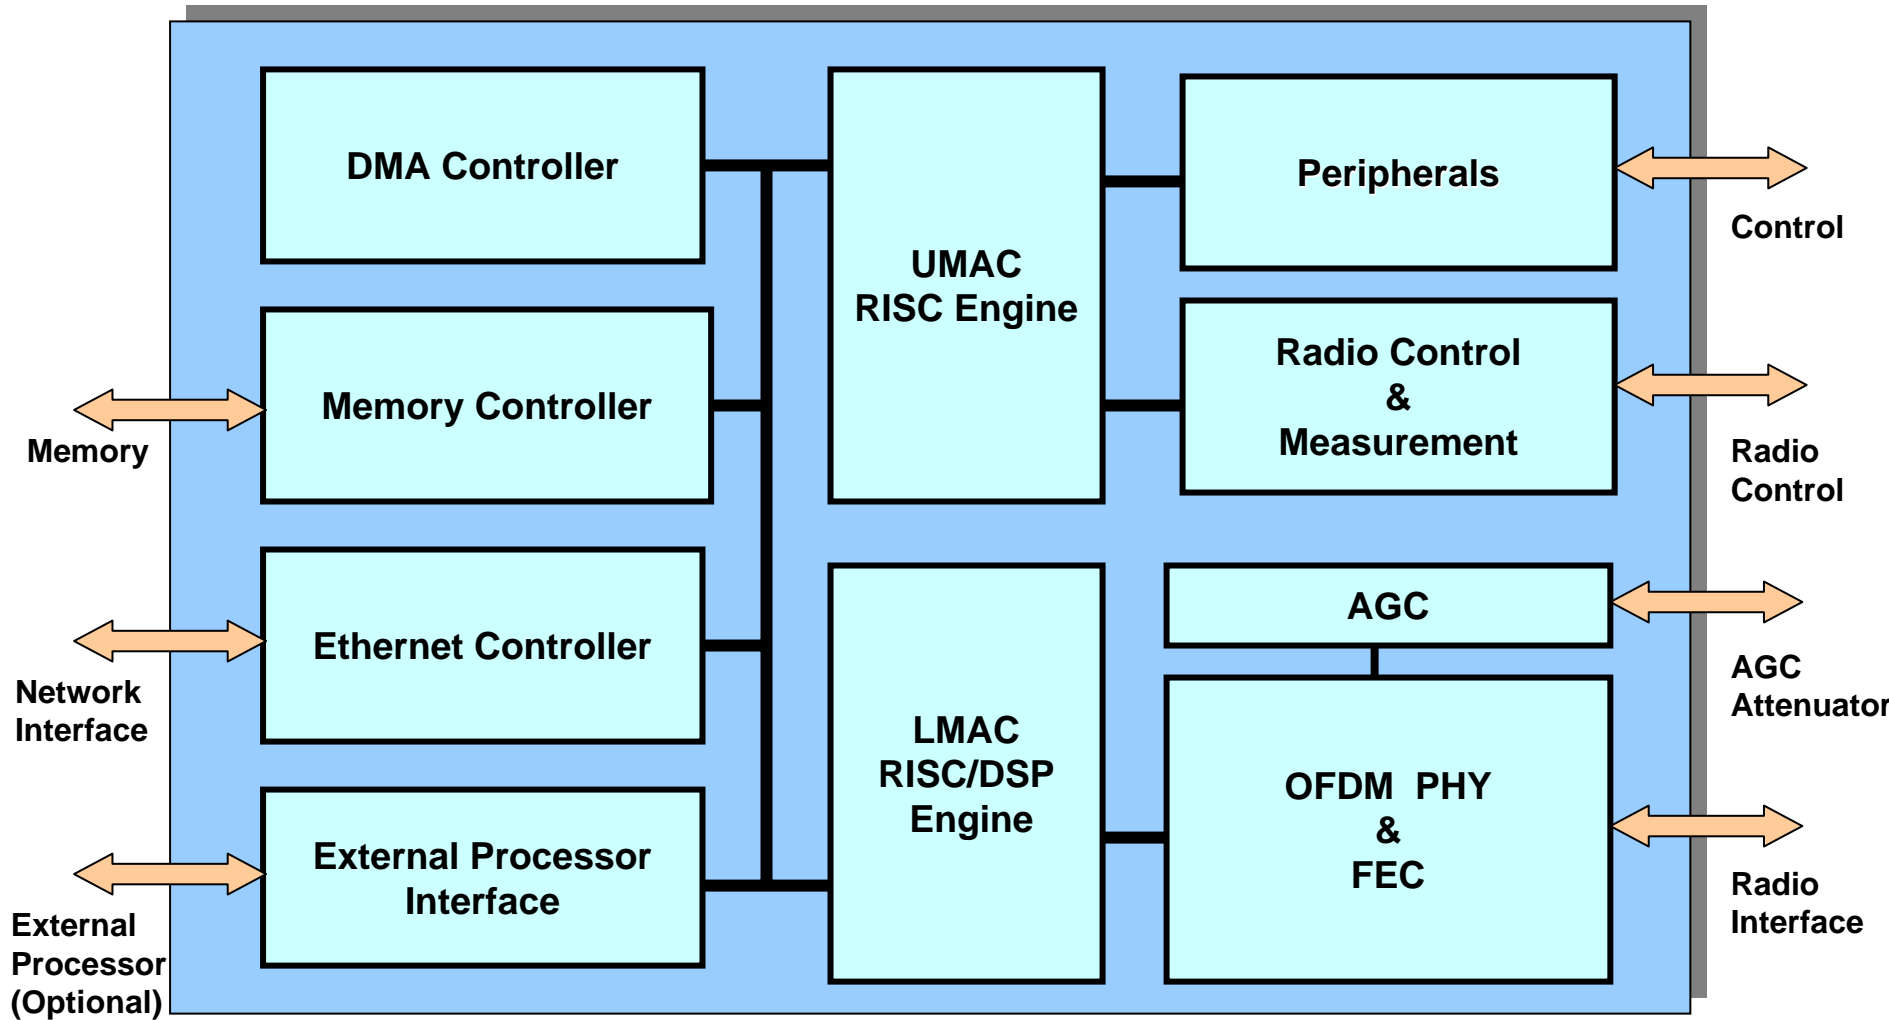 DMA Controller
UMAC
RISC Engine
Peripherals
Control
Memory Controller
Memory
Radio Control
&
Measurement
Radio
Control
Ethernet Controller
Network
Interface
LMAC
RISC/DSP
Engine
AGC
AGC
Attenuator
External Processor
Interface
External
Processor
(Optional)
OFDM PHY
&
FEC
Radio
Interface